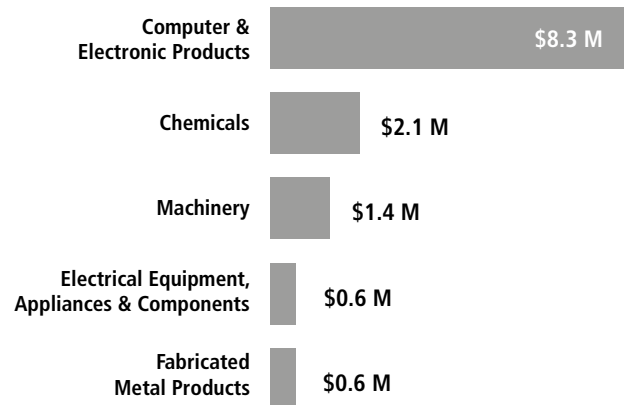 Computer &
Electronic Products
$8.3 M
Chemicals
$2.1 M
Machinery
$1.4 M
Electrical Equipment,
Appliances & Components
$0.6 M
Fabricated
Metal Products
$0.6 M